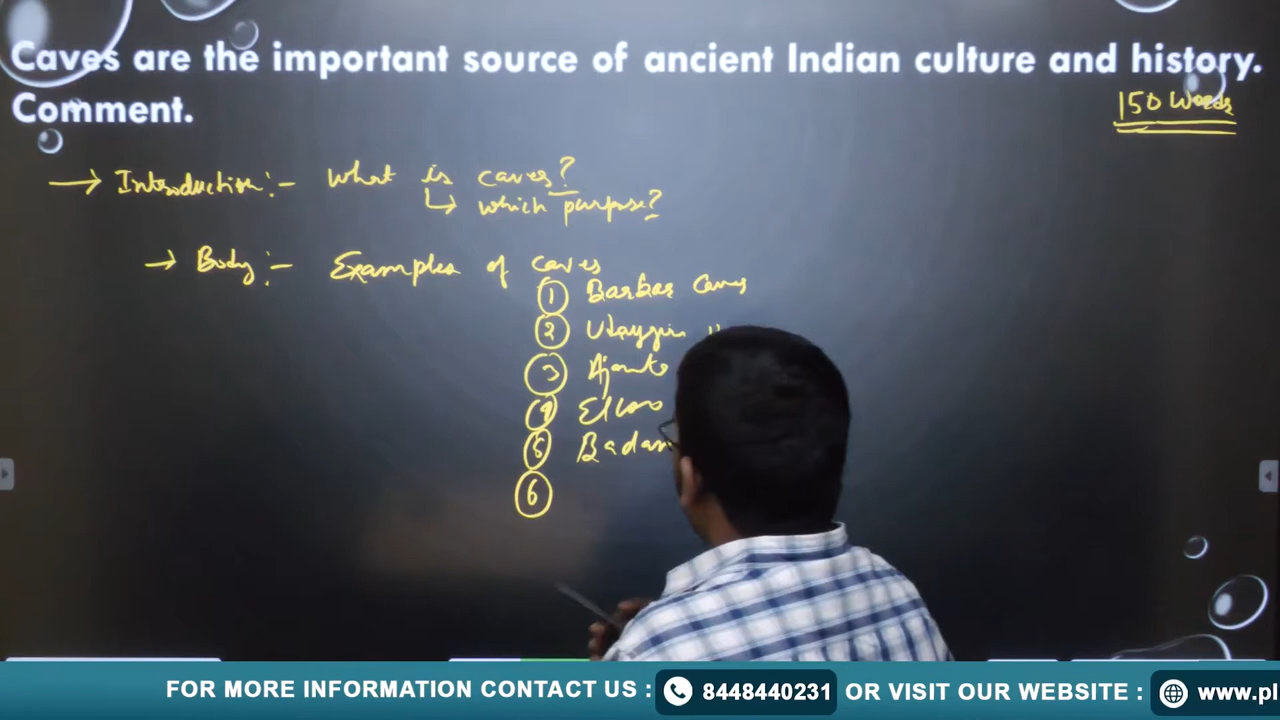 Caves are the important source of ancient Indian culture and history.
Comment.
150 Words
→ Introduction:- What is caves?
↳ which purpose?
→ Body:- Examples of caves
① Barbar Caves
②
③ Ajanta
④
⑤ Badam
⑥
FOR MORE INFORMATION CONTACT US : 8448440231 OR VISIT OUR WEBSITE : www.pl